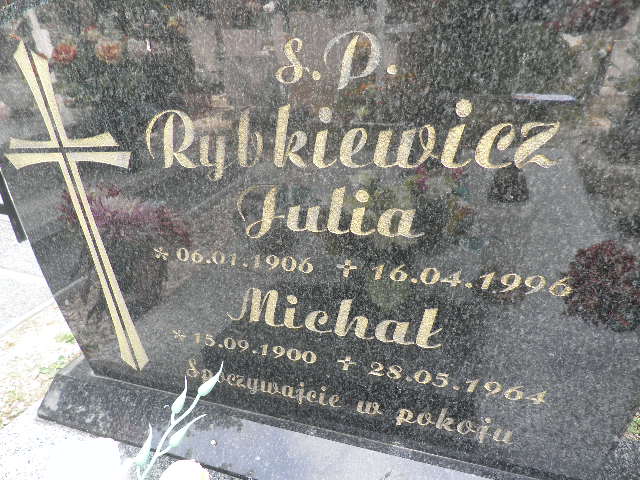 Ś.P.
Rybkiewicz
Julia
* 06.01.1906 + 16.04.1996
Michał
* 15.09.1900 + 28.05.1964
Spoczywajcie w pokoju